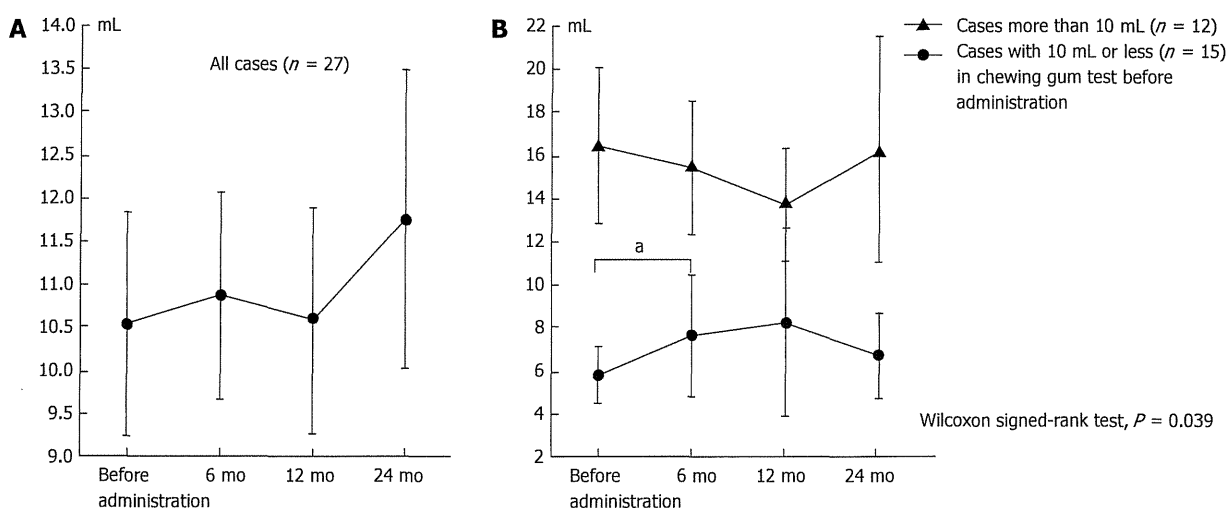 A
mL
All cases (n = 27)
14.0
13.5
13.0
12.5
12.0
11.5
11.0
10.5
10.0
9.5
9.0
Before
administration
6 mo
12 mo
24 mo
B
mL
22
20
18
16
14
12
10
8
6
4
2
a
Before
administration
6 mo
12 mo
24 mo
Cases more than 10 mL (n = 12)
Cases with 10 mL or less (n = 15)
in chewing gum test before
administration
Wilcoxon signed-rank test, P = 0.039